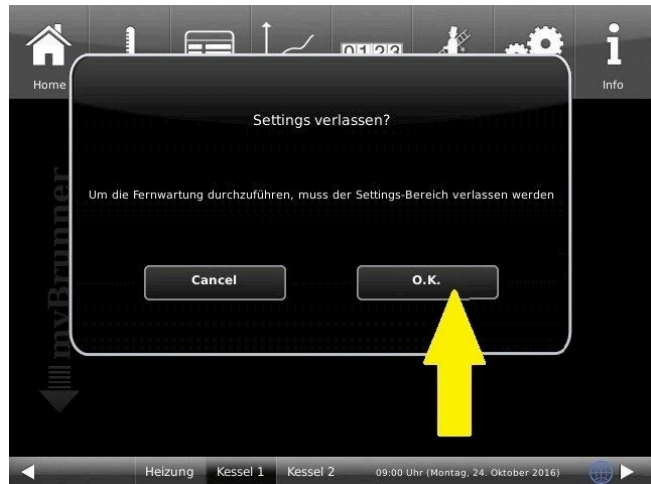 0123
Home
Info
Settings verlassen?
Um die Fernwartung durchzuführen, muss der Settings-Bereich verlassen werden
Cancel
O.K.
myBrunner
Heizung
Kessel 1
Kessel 2
09:00 Uhr (Montag, 24. Oktober 2016)